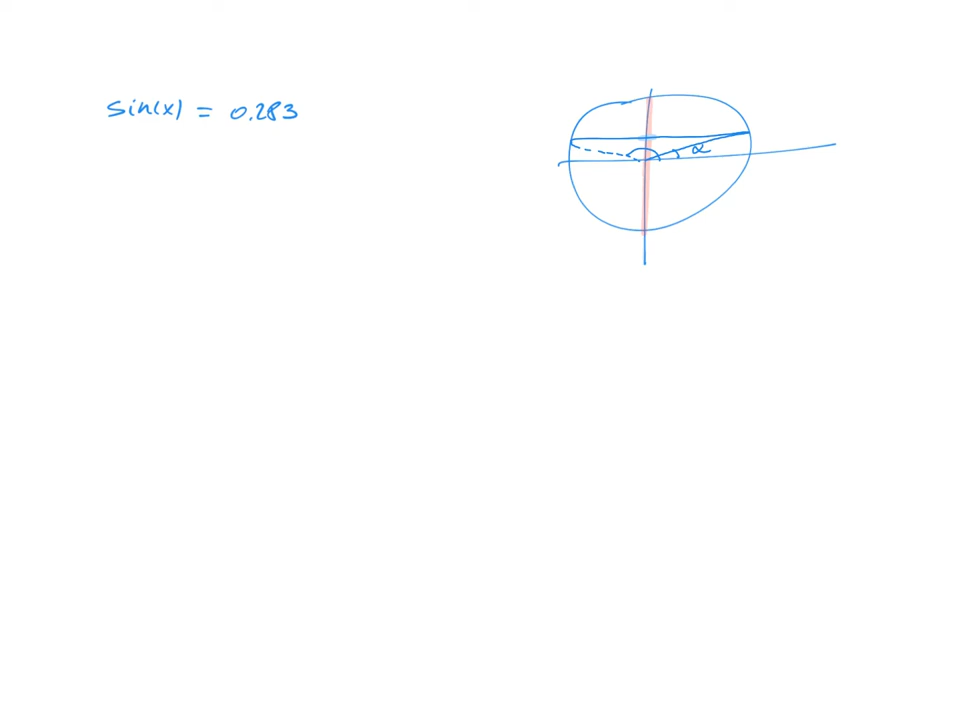 sin(x) = 0.283
α